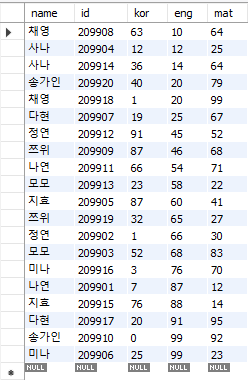 name id kor eng mat
채영 209908 63 10 64
사나 209904 12 12 25
사나 209914 36 14 64
송가인 209920 40 20 79
채영 209918 1 20 99
다현 209907 19 25 67
정연 209912 91 45 52
쯔위 209909 87 46 68
나연 209911 66 54 71
모모 209913 23 58 22
지효 209905 87 60 41
쯔위 209919 32 65 27
정연 209902 1 66 30
모모 209903 52 68 83
미나 209916 3 76 70
나연 209901 7 87 12
지효 209915 76 88 14
다현 209917 20 91 95
송가인 209910 0 99 92
미나 209906 25 99 23
NULL NULL NULL NULL NULL